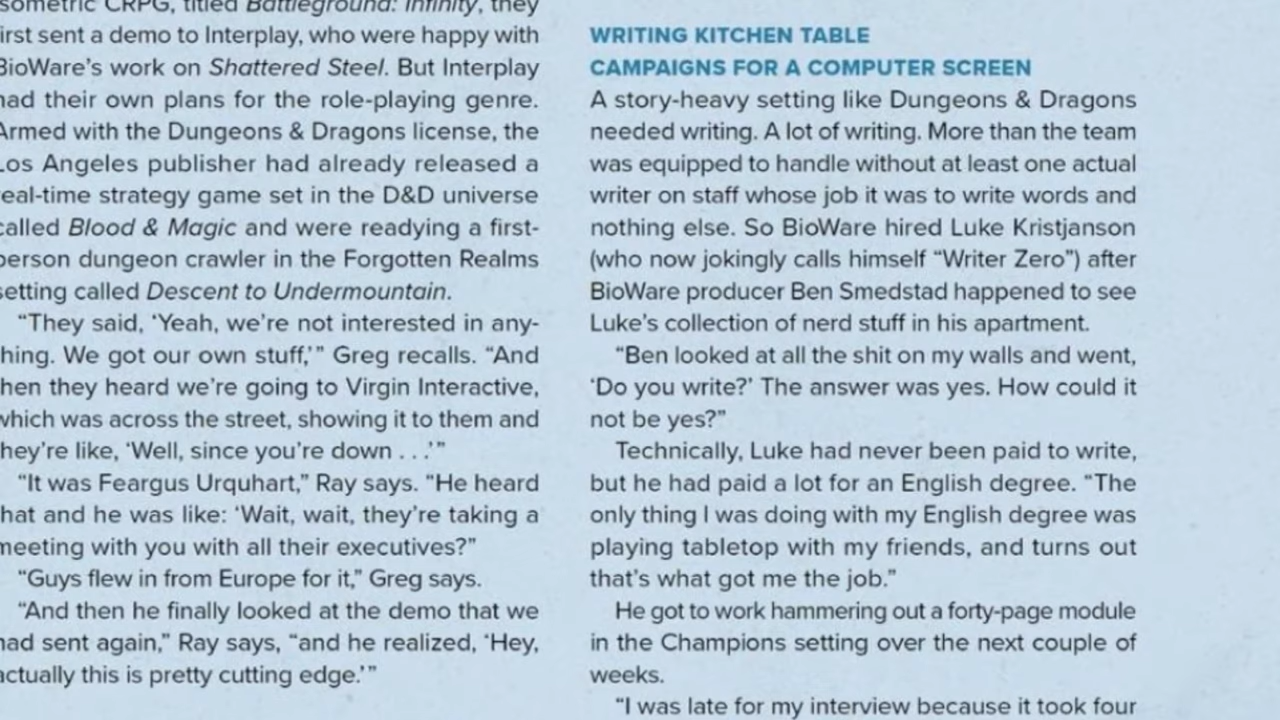 isometric CRPG, titled Battleground: Infinity, they
first sent a demo to Interplay, who were happy with
BioWare's work on Shattered Steel. But Interplay
had their own plans for the role-playing genre.
Armed with the Dungeons & Dragons license, the
Los Angeles publisher had already released a
real-time strategy game set in the D&D universe
called Blood & Magic and were readying a first-
person dungeon crawler in the Forgotten Realms
setting called Descent to Undermountain.
“They said, ‘Yeah, we’re not interested in any-
thing. We got our own stuff,’” Greg recalls. “And
then they heard we’re going to Virgin Interactive,
which was across the street, showing it to them and
they’re like, ‘Well, since you’re down . . .’”
“It was Feargus Urquhart,” Ray says. “He heard
that and he was like: ‘Wait, wait, they’re taking a
meeting with you with all their executives?”
“Guys flew in from Europe for it,” Greg says.
“And then he finally looked at the demo that we
had sent again,” Ray says, “and he realized, ‘Hey,
actually this is pretty cutting edge.’”
WRITING KITCHEN TABLE
CAMPAIGNS FOR A COMPUTER SCREEN
A story-heavy setting like Dungeons & Dragons
needed writing. A lot of writing. More than the team
was equipped to handle without at least one actual
writer on staff whose job it was to write words and
nothing else. So BioWare hired Luke Kristjanson
(who now jokingly calls himself “Writer Zero”) after
BioWare producer Ben Smedstad happened to see
Luke’s collection of nerd stuff in his apartment.
“Ben looked at all the shit on my walls and went,
‘Do you write?’ The answer was yes. How could it
not be yes?”
Technically, Luke had never been paid to write,
but he had paid a lot for an English degree. “The
only thing I was doing with my English degree was
playing tabletop with my friends, and turns out
that’s what got me the job.”
He got to work hammering out a forty-page module
in the Champions setting over the next couple of
weeks.
“I was late for my interview because it took four